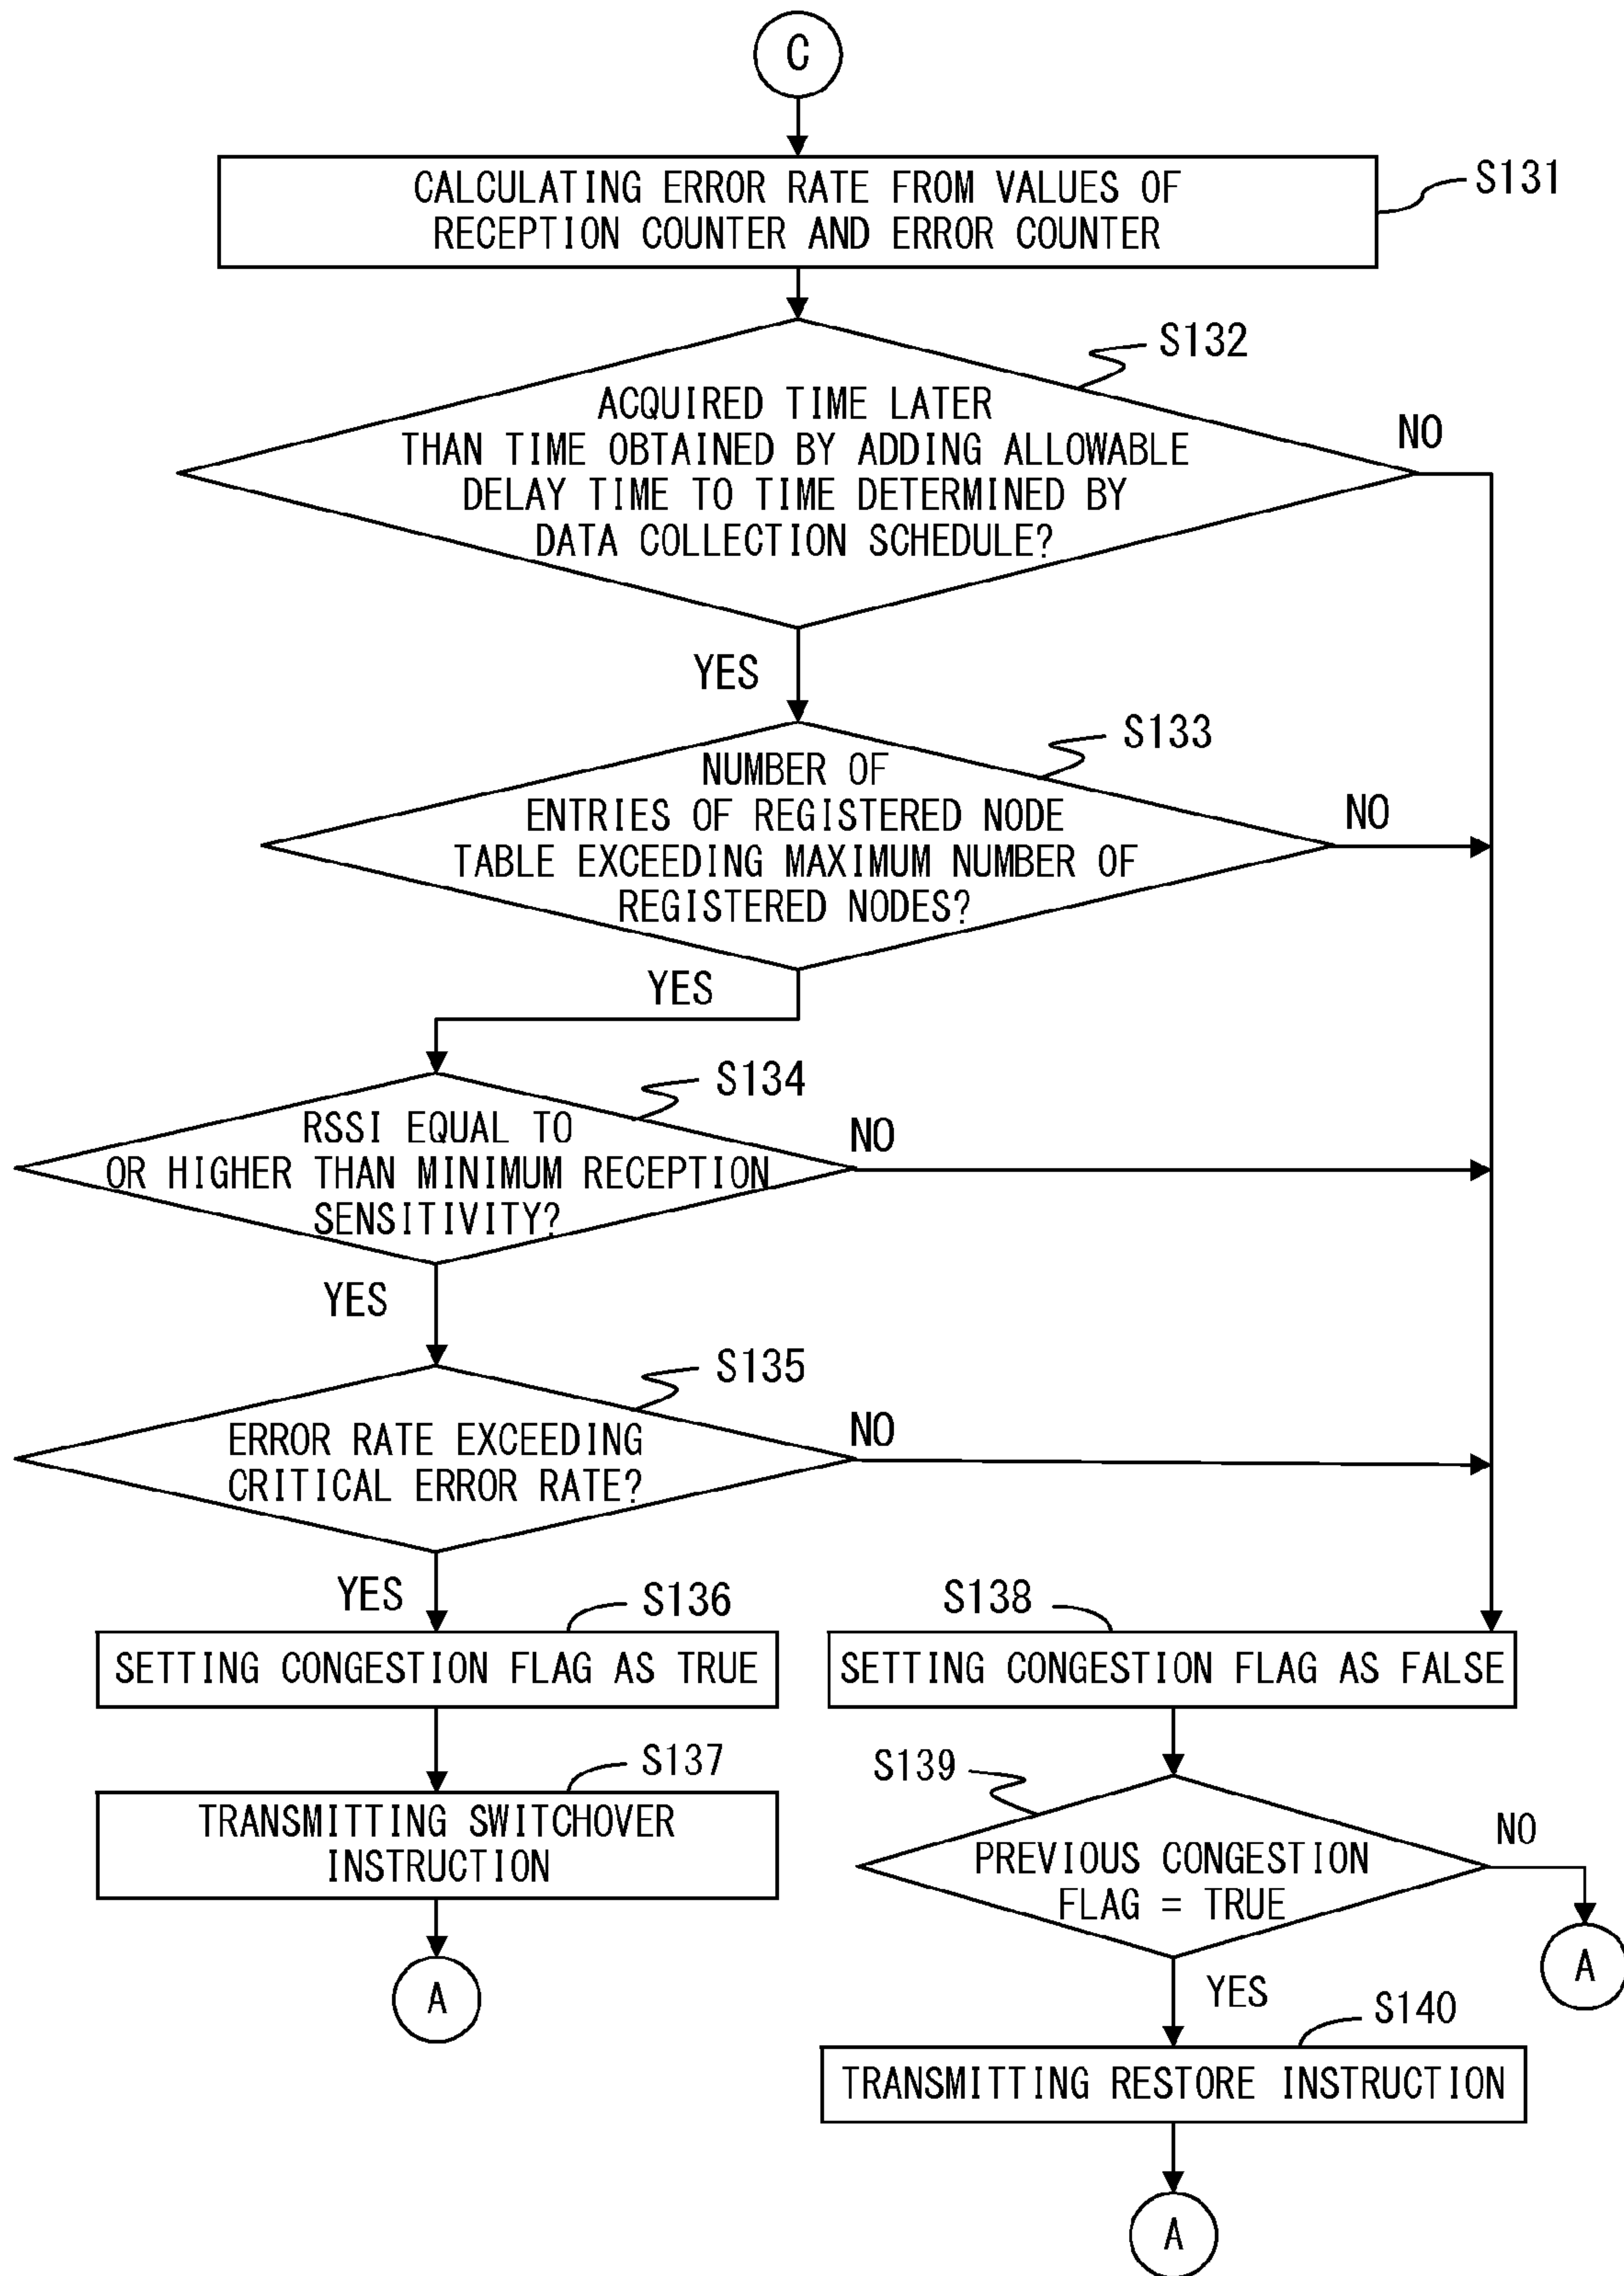 C
CALCULATING ERROR RATE FROM VALUES OF
RECEPTION COUNTER AND ERROR COUNTER
S131
S132
ACQUIRED TIME LATER
THAN TIME OBTAINED BY ADDING ALLOWABLE
DELAY TIME TO TIME DETERMINED BY
DATA COLLECTION SCHEDULE?
NO
YES
S133
NUMBER OF
ENTRIES OF REGISTERED NODE
TABLE EXCEEDING MAXIMUM NUMBER OF
REGISTERED NODES?
NO
YES
S134
RSSI EQUAL TO
OR HIGHER THAN MINIMUM RECEPTION
SENSITIVITY?
NO
YES
S135
ERROR RATE EXCEEDING
CRITICAL ERROR RATE?
NO
YES
S136
SETTING CONGESTION FLAG AS TRUE
S137
TRANSMITTING SWITCHOVER
INSTRUCTION
A
S138
SETTING CONGESTION FLAG AS FALSE
S139
PREVIOUS CONGESTION
FLAG = TRUE
NO
A
YES
S140
TRANSMITTING RESTORE INSTRUCTION
A